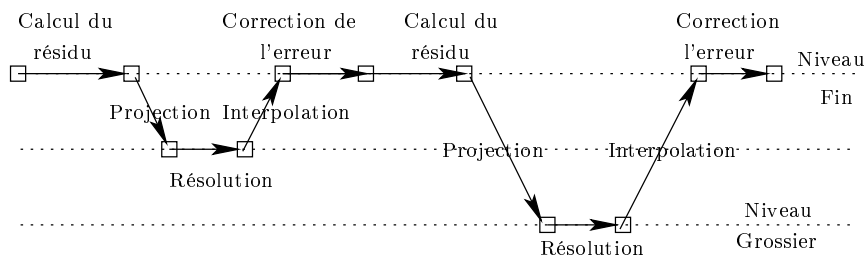 Calcul du
résidu
Correction de
l'erreur
Calcul du
résidu
Correction
l'erreur
Niveau
Fin
Projection
Interpolation
Résolution
Projection
Interpolation
Résolution
Niveau
Grossier